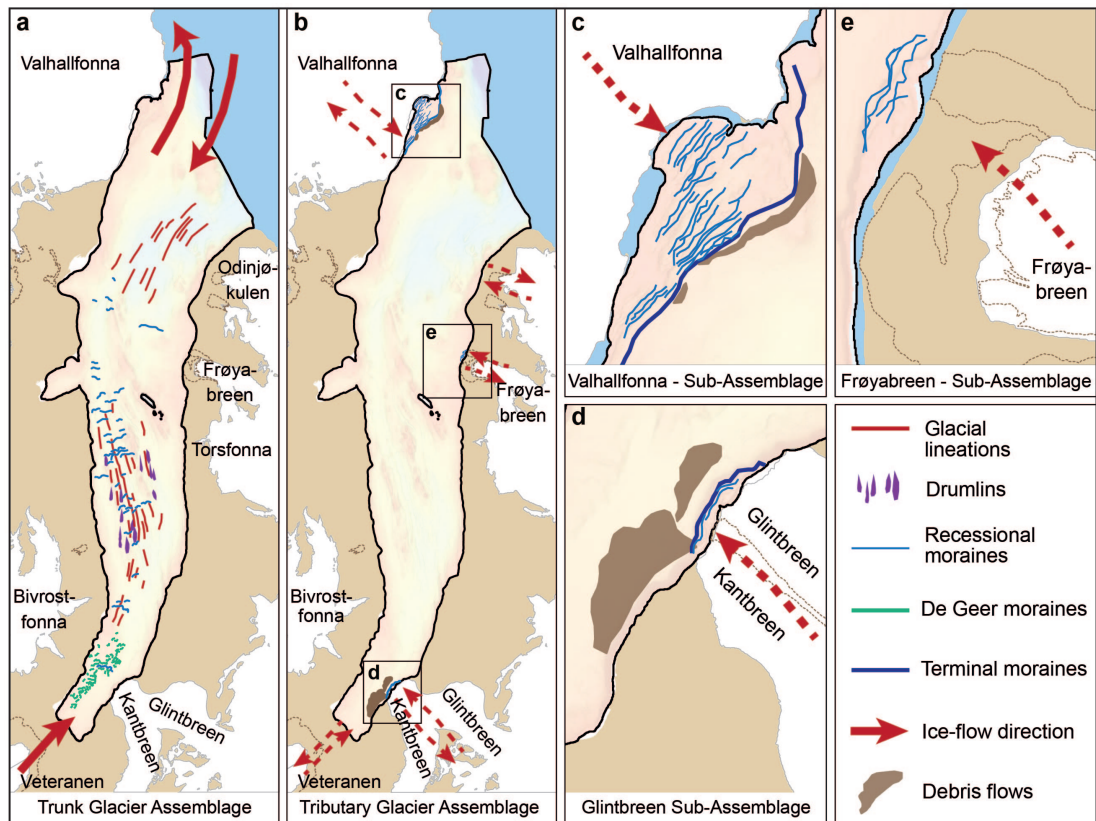 a
Valhallfonna
Odinjø-
kulen
Frøya-
breen
Torsfonna
Bivrost-
fonna
Glintbreen
Kantbreen
Veteranen
Trunk Glacier Assemblage
b
Valhallfonna
c
e
Frøya-
breen
d
Glintbreen
Kantbreen
Veteranen
Tributary Glacier Assemblage
c
Valhallfonna
Valhallfonna - Sub-Assemblage
e
Frøya-
breen
Frøyabreen - Sub-Assemblage
d
Glintbreen
Kantbreen
Glintbreen Sub-Assemblage
Glacial
lineations
Drumlins
Recessional
moraines
De Geer moraines
Terminal moraines
Ice-flow direction
Debris flows